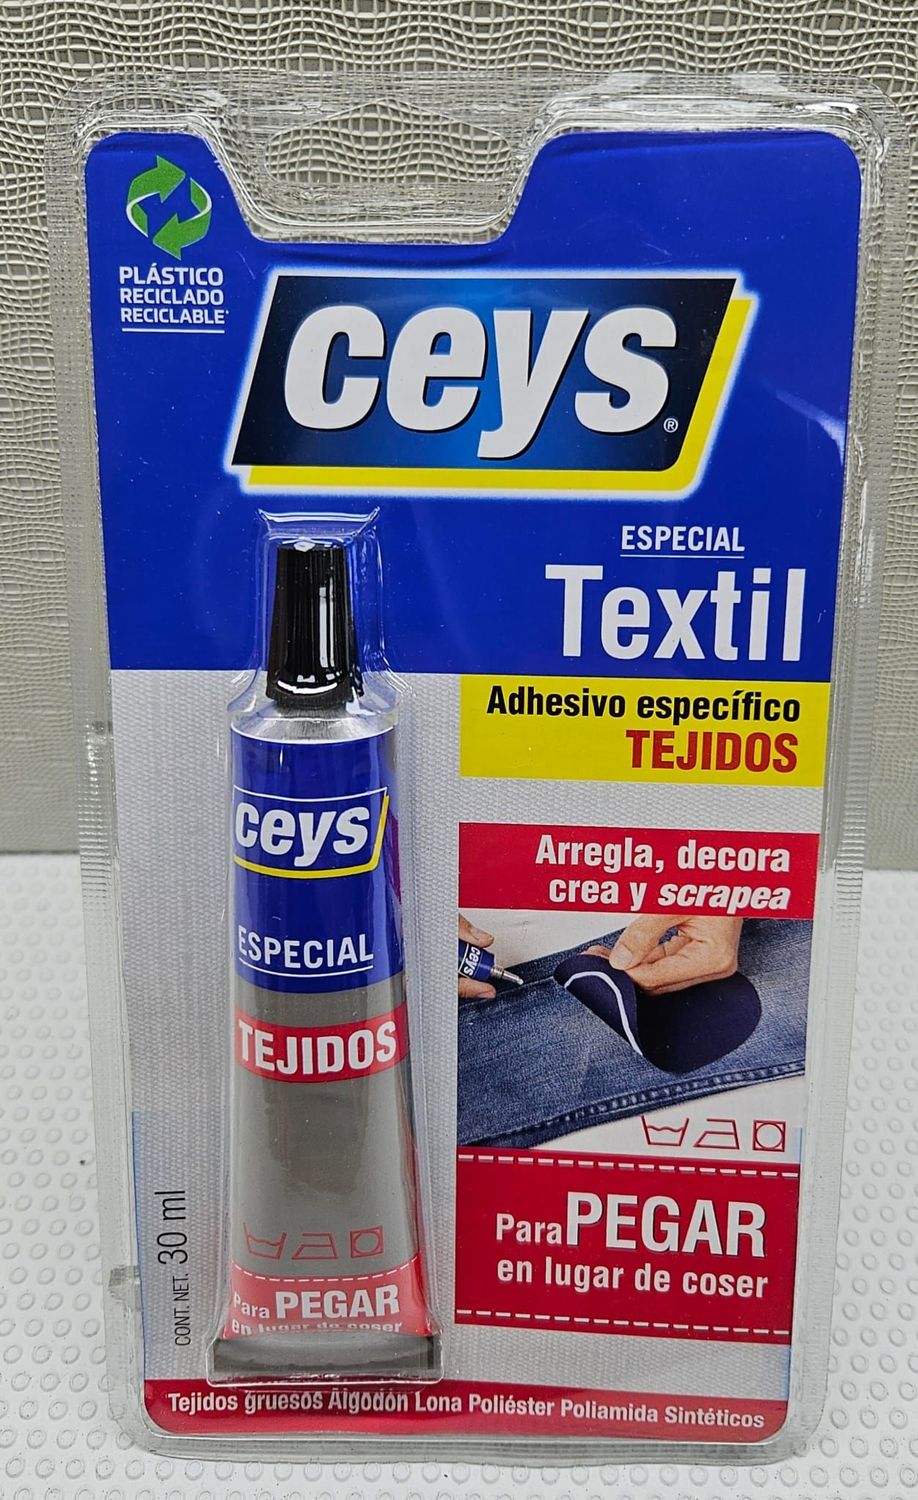 PLÁSTICO
RECICLADO
RECICLABLE*
ceys®
ESPECIAL
Textil
Adhesivo específico
TEJIDOS
Arregla, decora
crea y scrapea
ceys
Para PEGAR
en lugar de coser
ceys
ESPECIAL
TEJIDOS
Para PEGAR
en lugar de coser
CONT. NET. 30 ml
Tejidos gruesos Algodón Lona Poliéster Poliamida Sintéticos